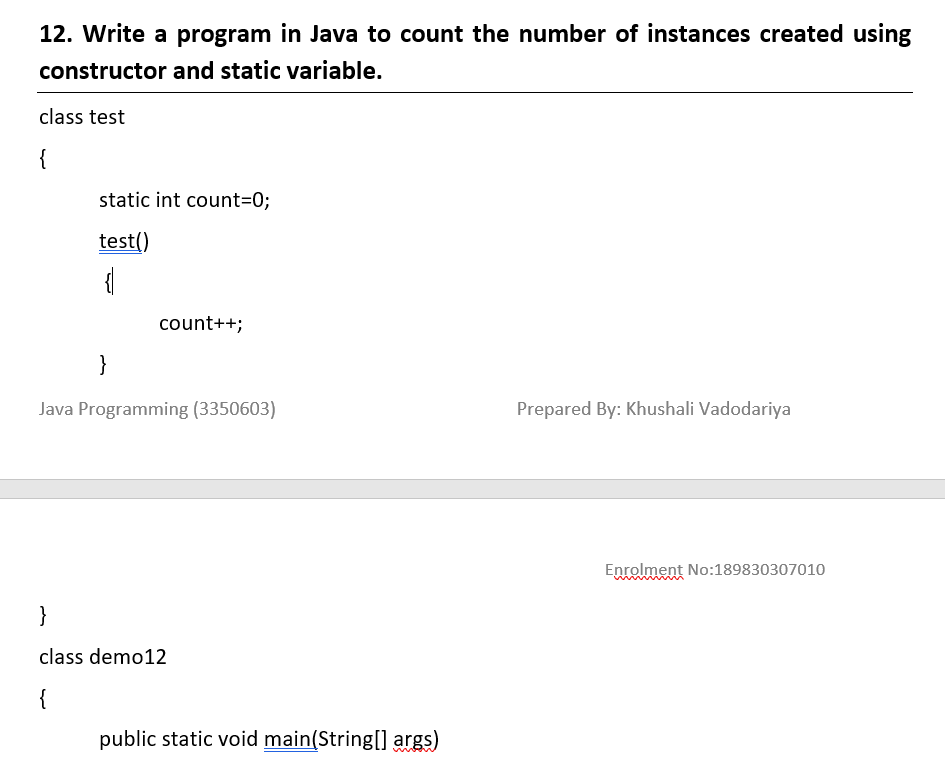 12. Write a program in Java to count the number of instances created using
constructor and static variable.
class test
{
static int count=0;
test()
{
count++;
}
Java Programming (3350603) Prepared By: Khushali Vadodariya
Enrolment No:189830307010
}
class demo12
{
public static void main(String[] args)